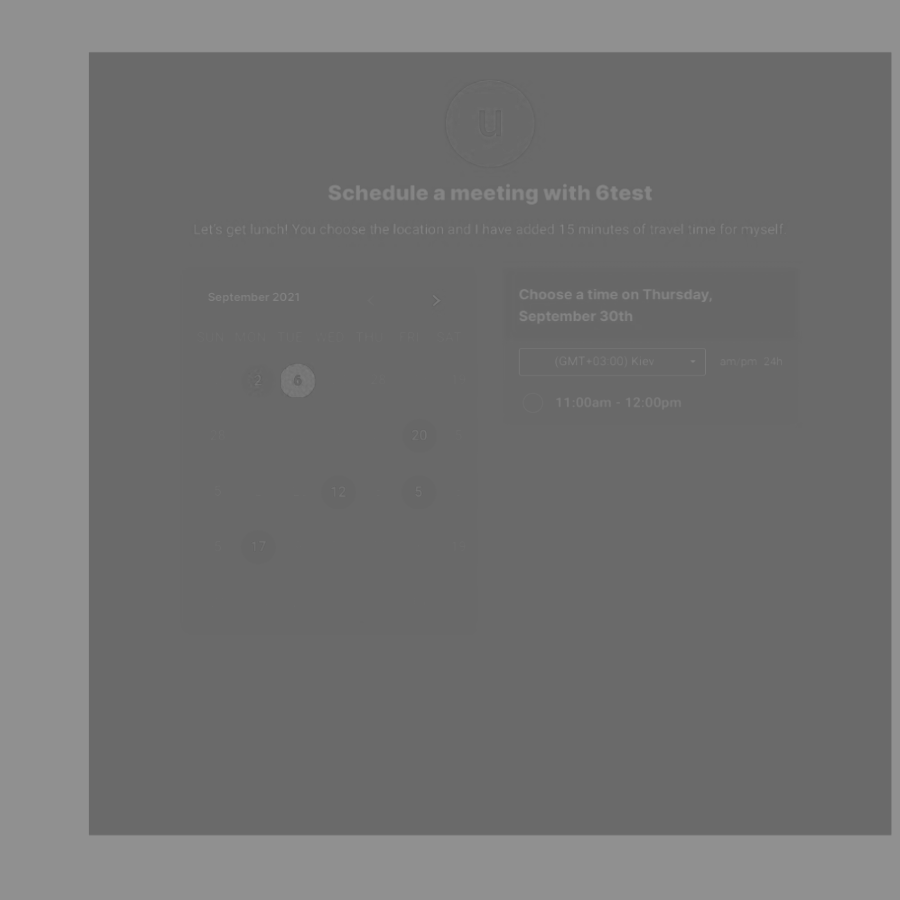 u
Schedule a meeting with 6test
Let's get lunch! You choose the location and I have added 15 minutes of travel time for myself
September 2021
MON
Choose a time on Thursday,
September 30th
(GMT+03:00) Kiev
am/pm 24h
12 6
11:00am - 12:00pm
20
12 5
17